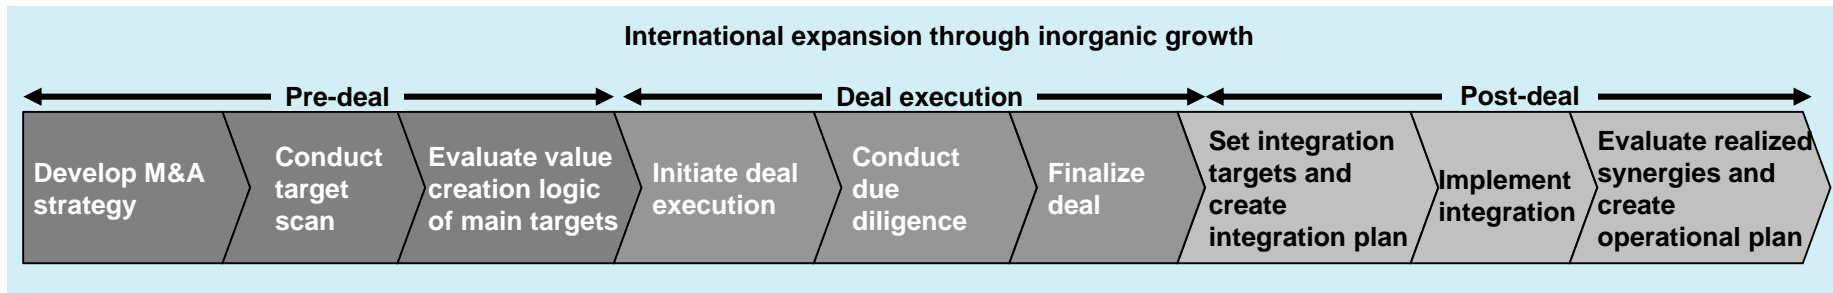 International expansion through inorganic growth
Pre-deal
Deal execution
Post-deal
Develop M&A
strategy
Conduct
target
scan
Evaluate value
creation logic
of main targets
Initiate deal
execution
Conduct
due
diligence
Finalize
deal
Set integration
targets and
create
integration plan
Implement
integration
Evaluate realized
synergies and
create
operational plan